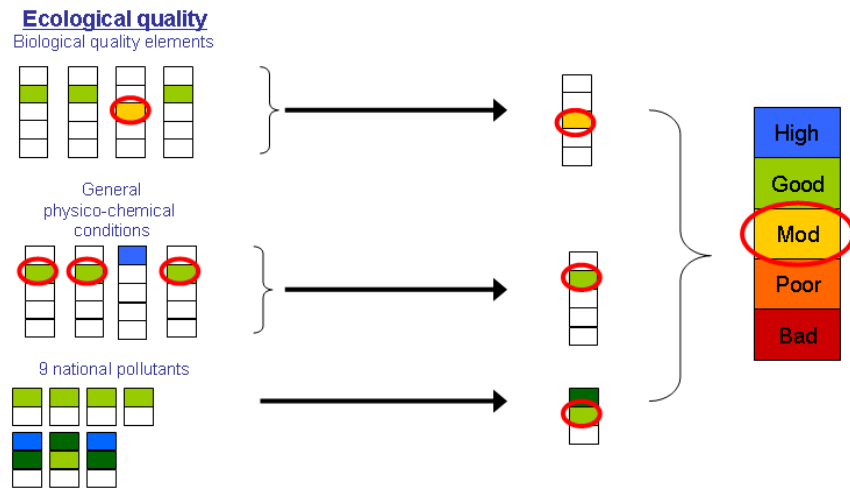 Ecological quality
Biological quality elements
General
physico-chemical
conditions
9 national pollutants
High
Good
Mod
Poor
Bad